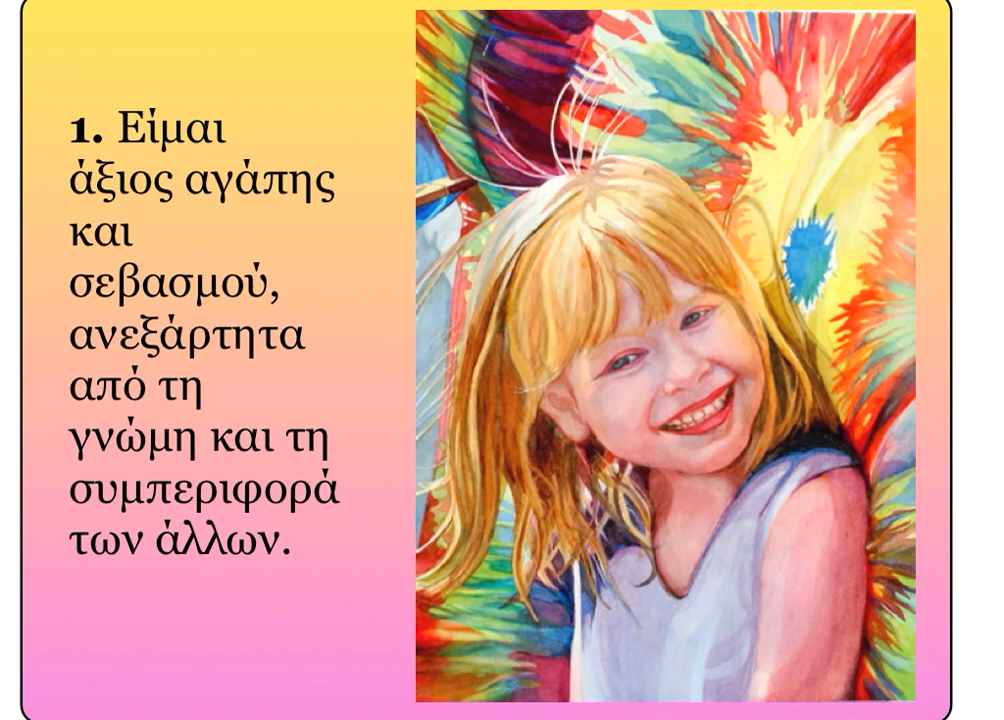 1. Είμαι
άξιος αγάπης
και
σεβασμού,
ανεξάρτητα
από τη
γνώμη και τη
συμπεριφορά
των άλλων.